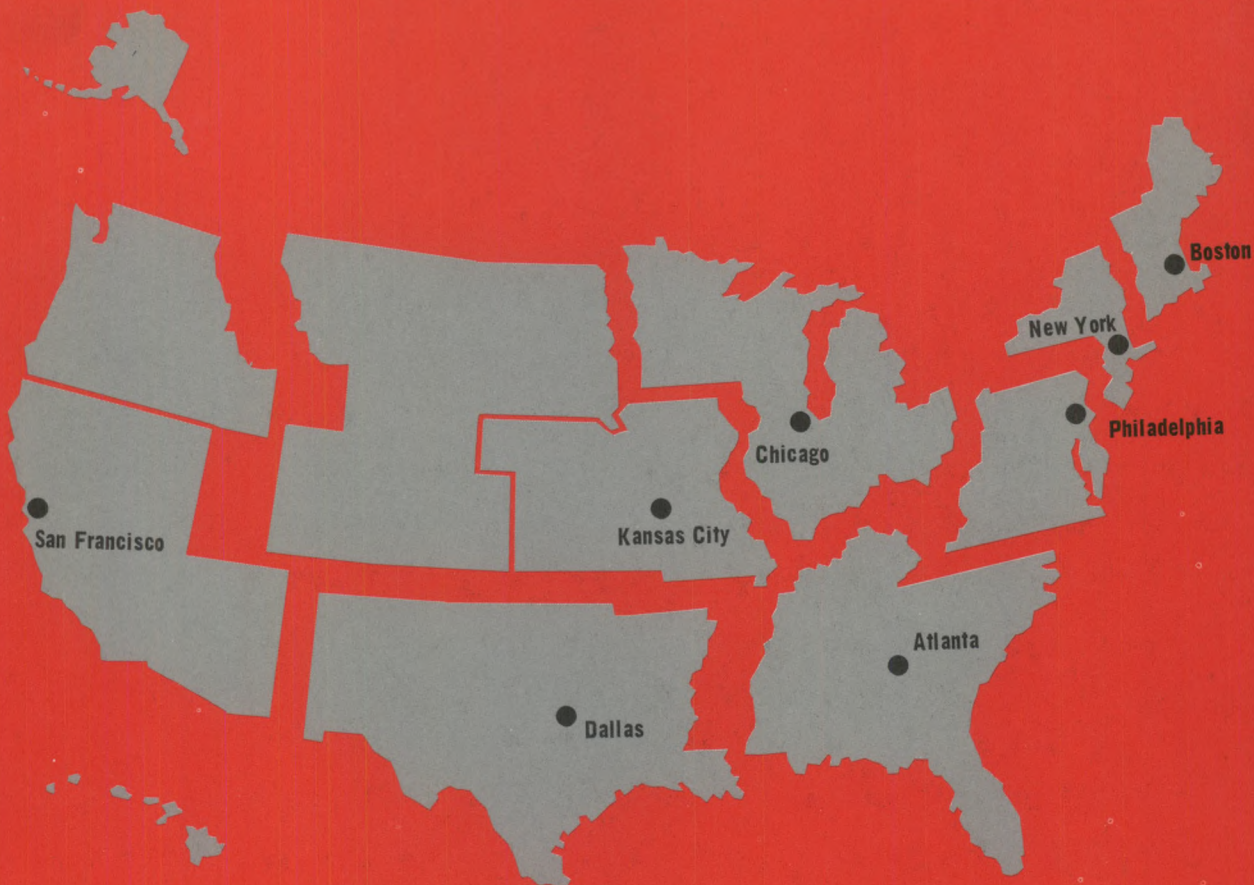 Boston
New York
Philadelphia
Chicago
San Francisco
Kansas City
Atlanta
Dallas